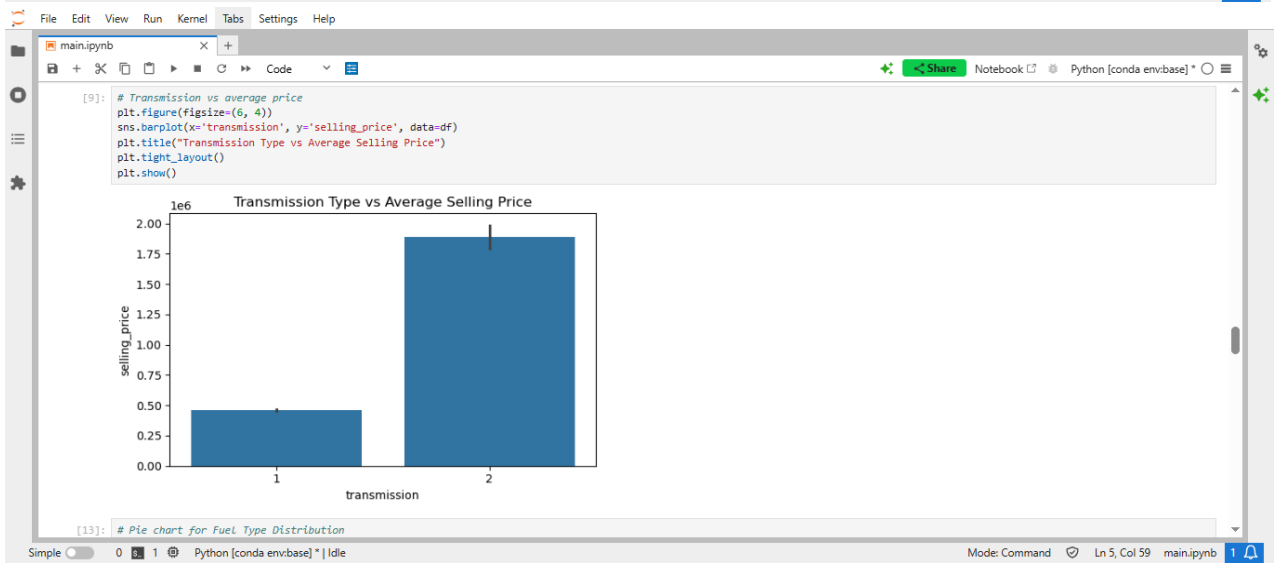 File Edit View Run Kernel Tabs Settings Help
main.ipynb
Code
Share Notebook Python [conda env:base] *
[9]: # Transmission vs average price
plt.figure(figsize=(6, 4))
sns.barplot(x='transmission', y='selling_price', data=df)
plt.title("Transmission Type vs Average Selling Price")
plt.tight_layout()
plt.show()
1e6 Transmission Type vs Average Selling Price
2.00
1.75
1.50
1.25
1.00
0.75
0.50
0.25
0.00
selling_price
1 2
transmission
[13]: # Pie chart for Fuel Type Distribution
Simple 0 1 Python [conda env:base] * | Idle Mode: Command Ln 5, Col 59 main.ipynb 1